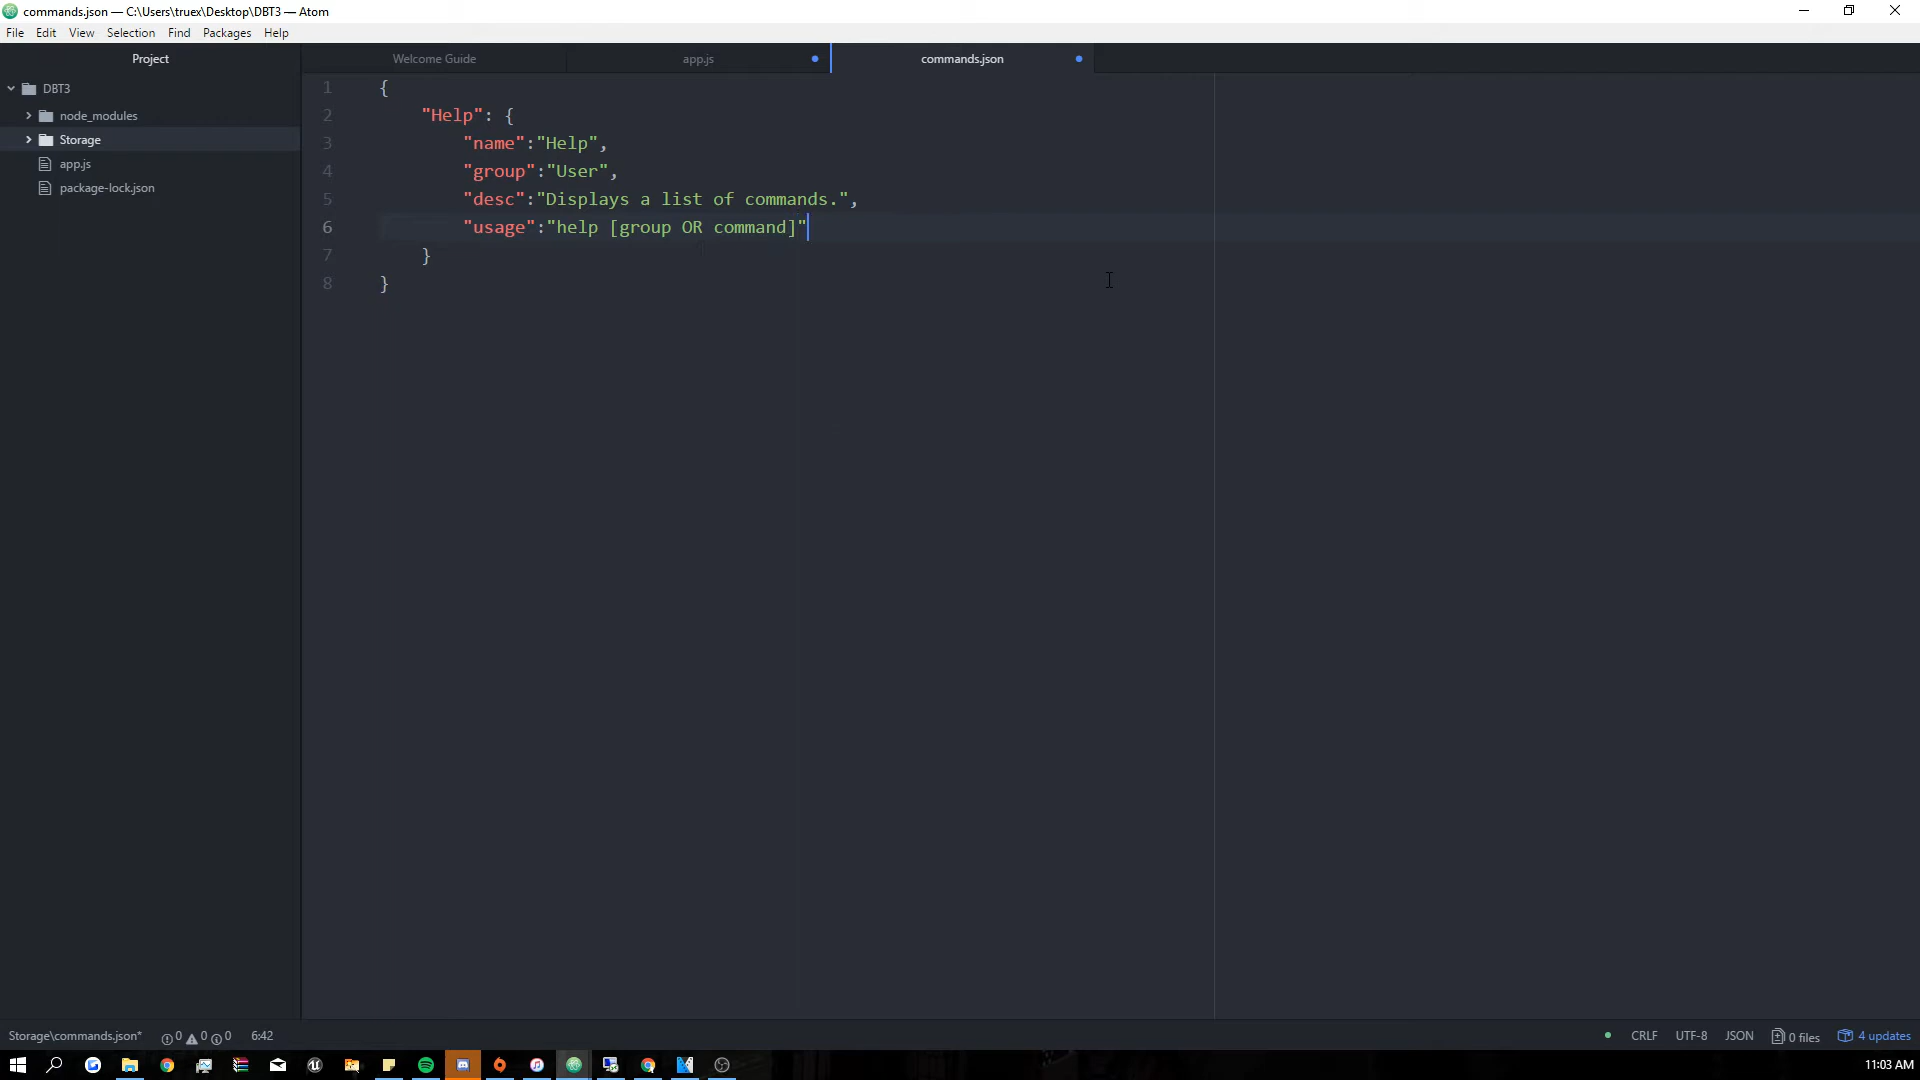 commands.json — C:\Users\truex\Desktop\DBT3 — Atom
File Edit View Selection Find Packages Help
Project
Welcome Guide
app.js
commands.json
DBT3
node_modules
Storage
app.js
package-lock.json
1 {
2 "Help": {
3 "name":"Help",
4 "group":"User",
5 "desc":"Displays a list of commands.",
6 "usage":"help [group OR command]"
7 }
8 }
Storage\commands.json* 0 0 0 6:42
CRLF UTF-8 JSON 0 files 4 updates
11:03 AM